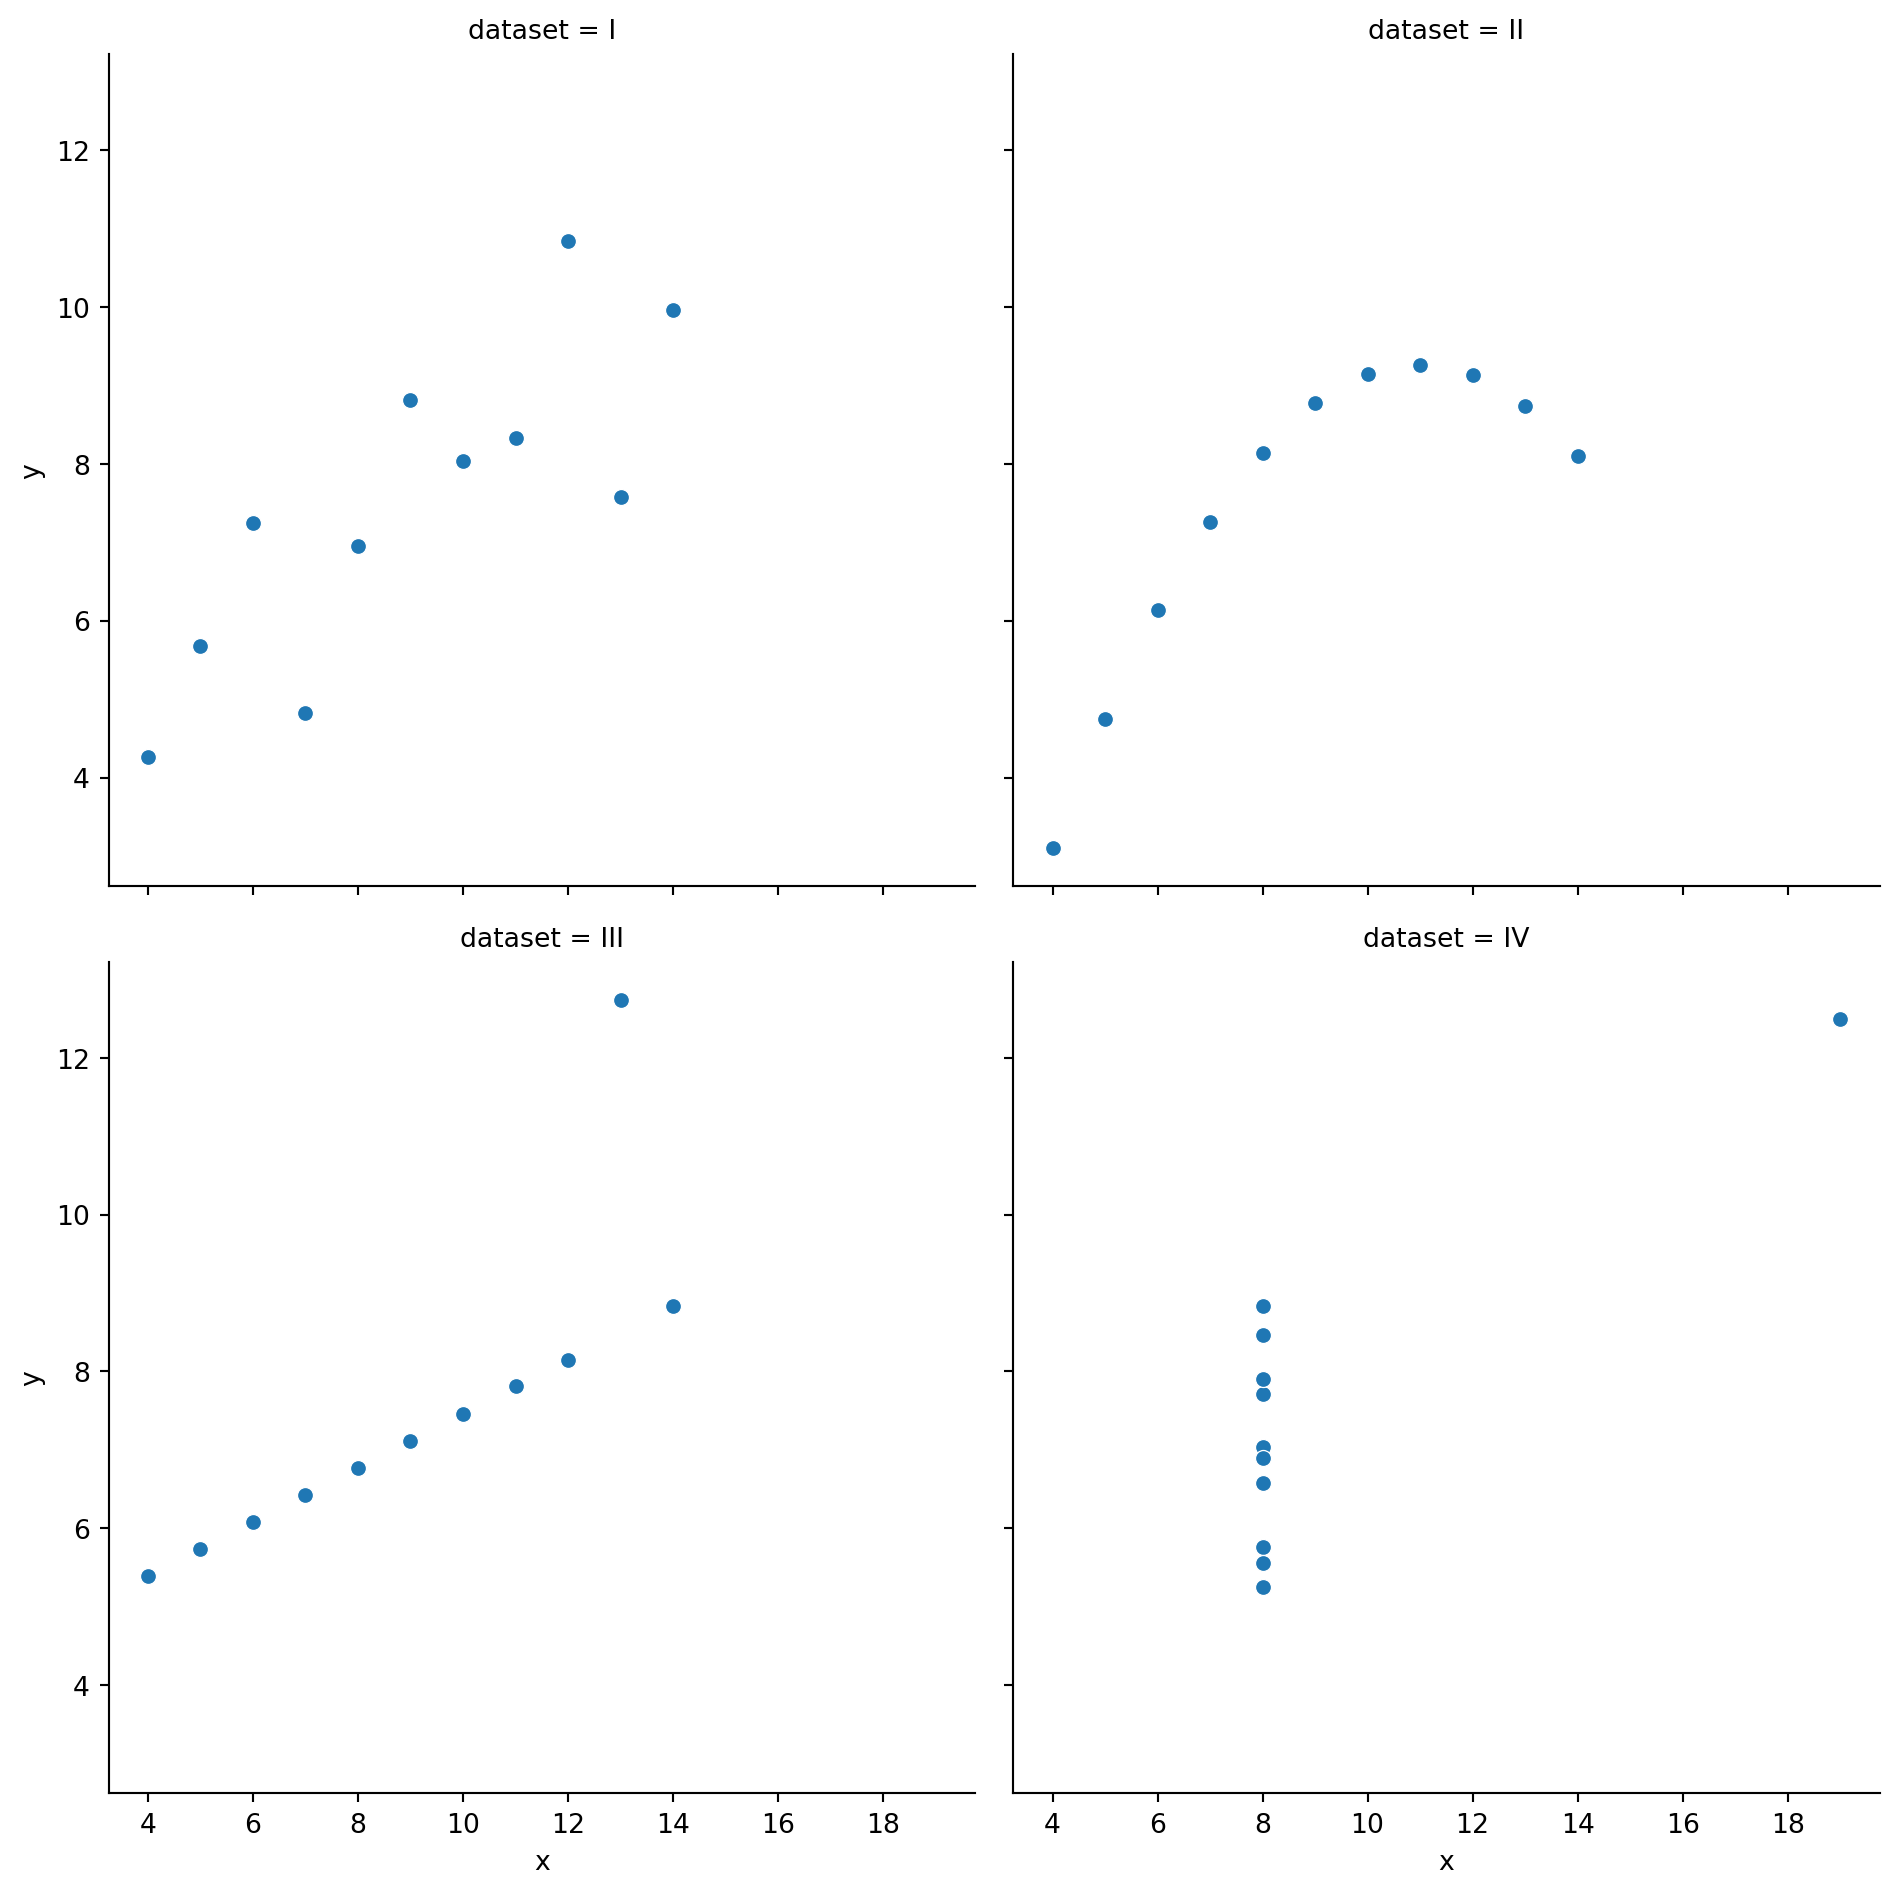 dataset = I
dataset = II
12
10
8
6
4
y
dataset = III
dataset = IV
12
10
8
6
4
y
4 6 8 10 12 14 16 18
4 6 8 10 12 14 16 18
x
x